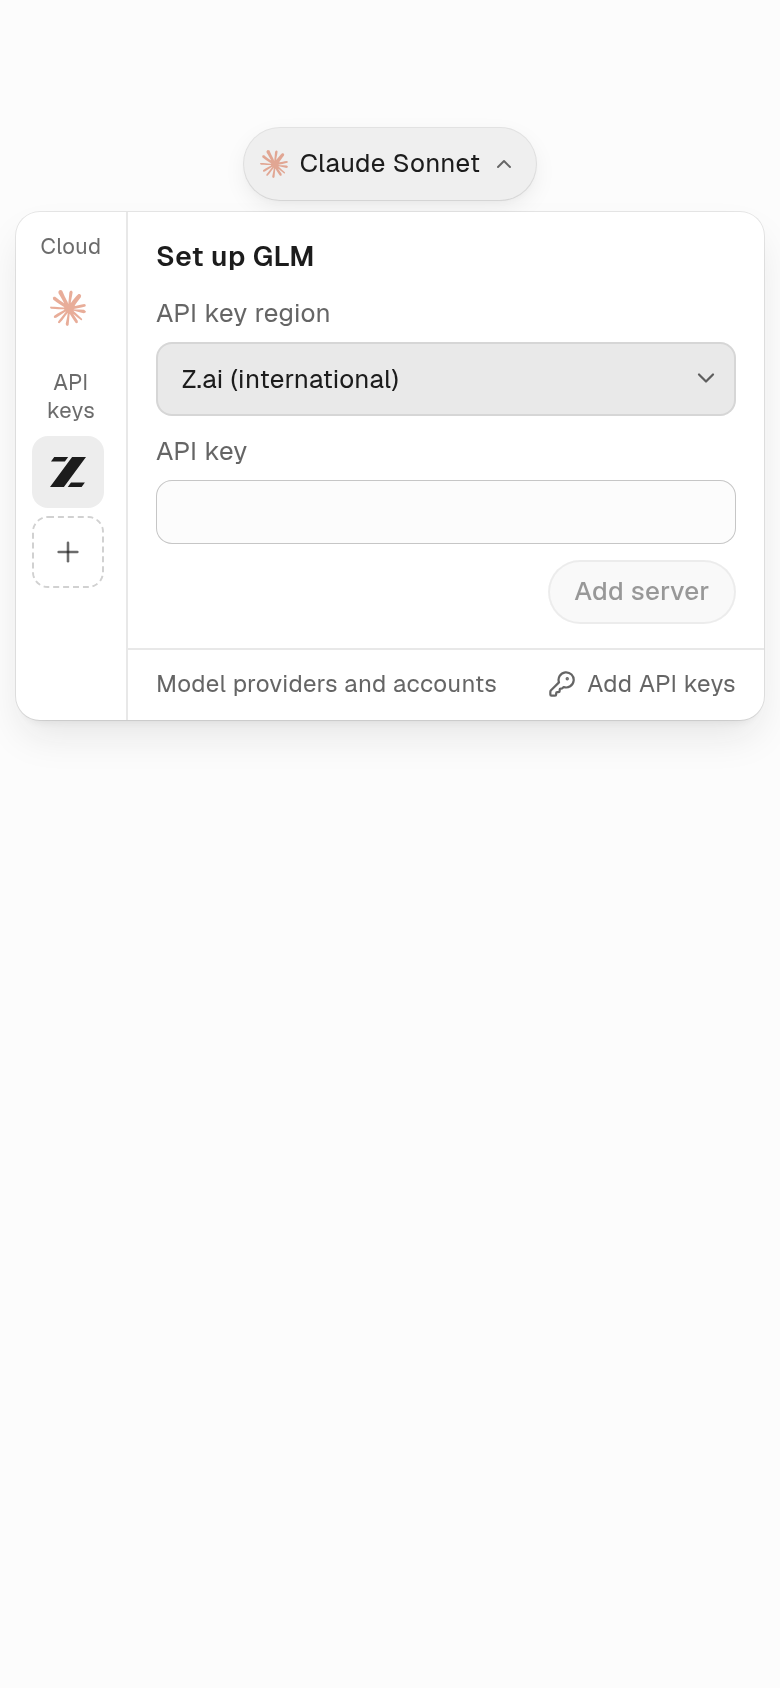 Claude Sonnet
Cloud
API
keys
Set up GLM
API key region
Z.ai (international)
API key
Add server
Model providers and accounts
Add API keys